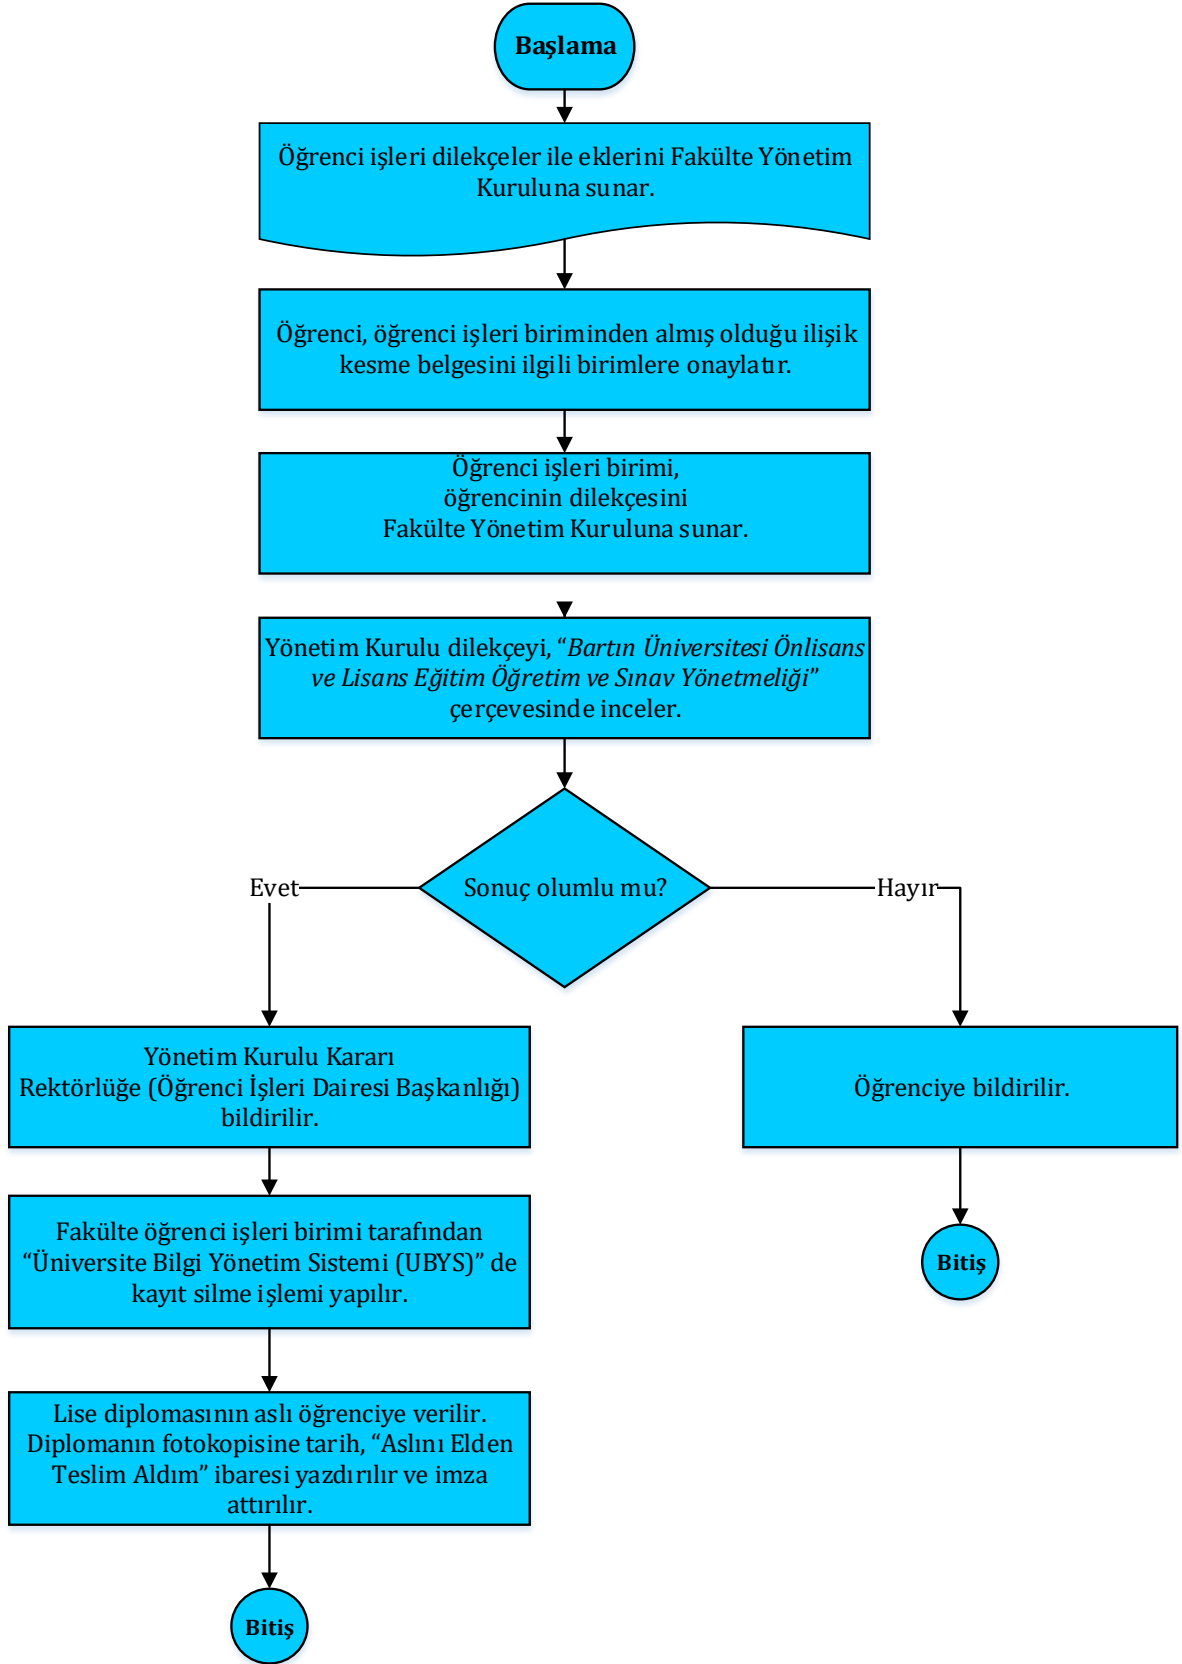 Başlama
Öğrenci işleri dilekçeler ile eklerini Fakülte Yönetim
Kuruluna sunar.
Öğrenci, öğrenci işleri biriminden almış olduğu ilişik
kesme belgesini ilgili birimlere onaylatır.
Öğrenci işleri birimi,
öğrencinin dilekçesini
Fakülte Yönetim Kuruluna sunar.
Yönetim Kurulu dilekçeyi, “Bartın Üniversitesi Önlisans
ve Lisans Eğitim Öğretim ve Sınav Yönetmeliği”
çerçevesinde inceler.
Sonuç olumlu mu?
Evet
Hayır
Yönetim Kurulu Kararı
Rektörlüğe (Öğrenci İşleri Dairesi Başkanlığı)
bildirilir.
Öğrenciye bildirilir.
Fakülte öğrenci işleri birimi tarafından
“Üniversite Bilgi Yönetim Sistemi (UBYS)” de
kayıt silme işlemi yapılır.
Bitiş
Lise diplomasının aslı öğrenciye verilir.
Diplomanın fotokopisine tarih, “Aslını Elden
Teslim Aldım” ibaresi yazdırılır ve imza
attırılır.
Bitiş